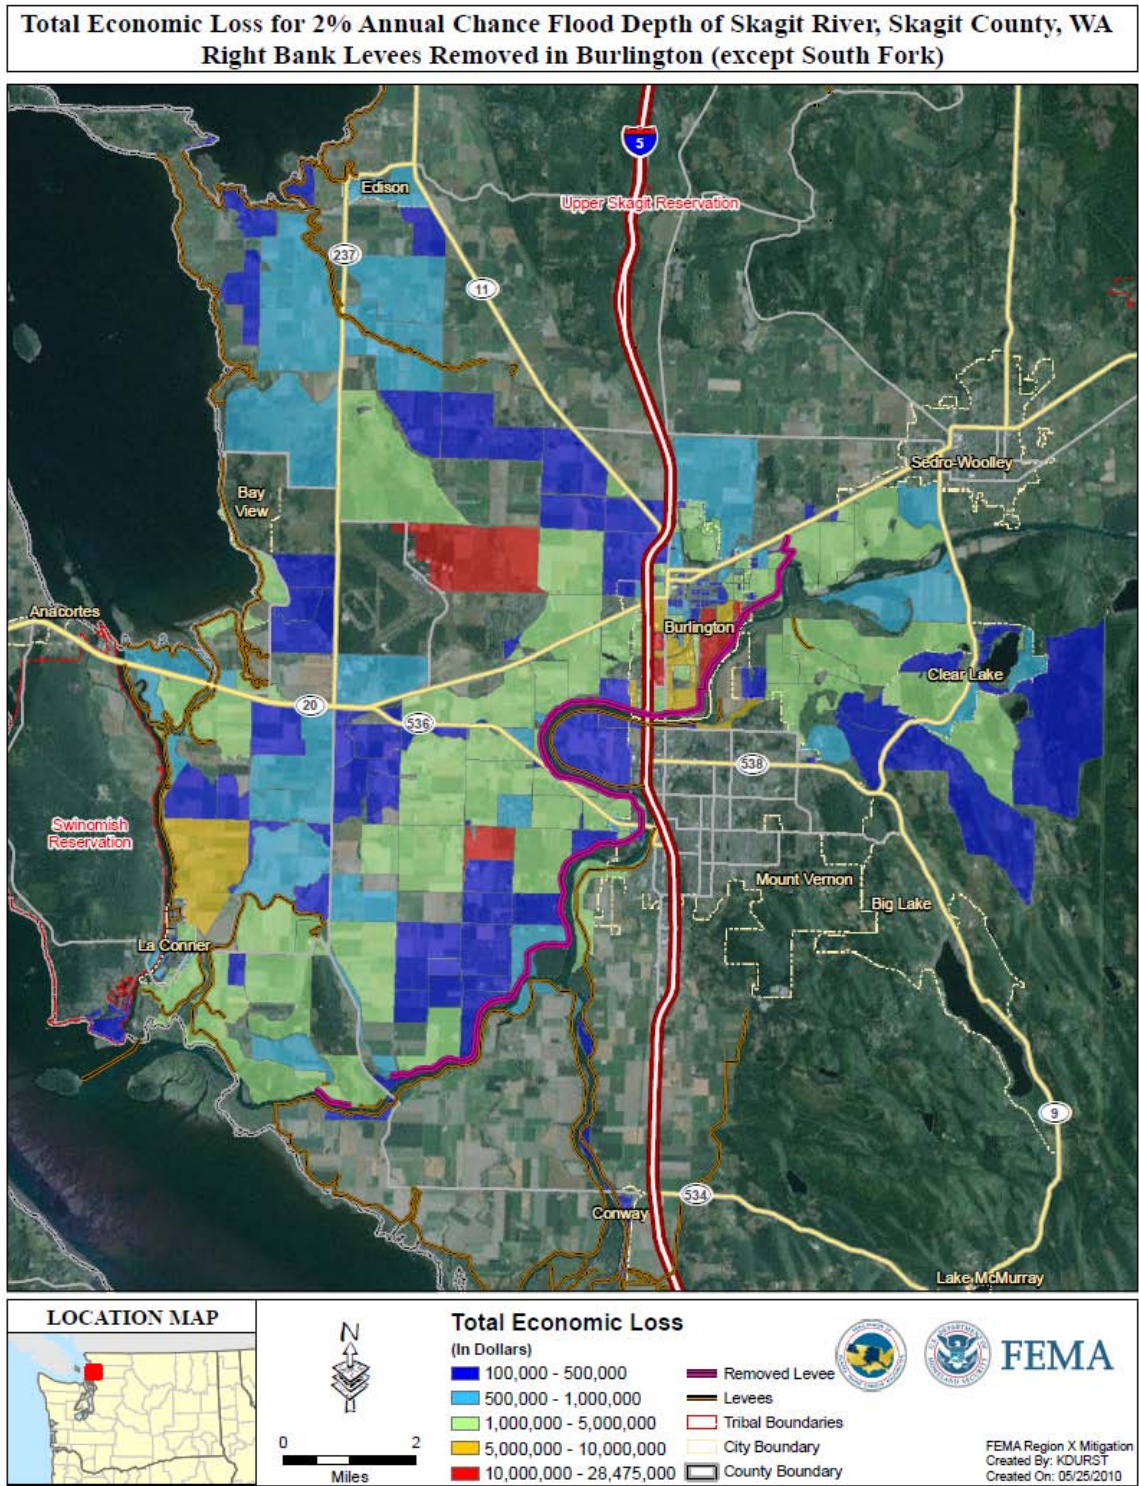 Total Economic Loss for 2% Annual Chance Flood Depth of Skagit River, Skagit County, WA
Right Bank Levees Removed in Burlington (except South Fork)
5
Edison
Upper Skagit Reservation
237
11
Sedro-Woolley
Bay
View
Anacortes
Burlington
Clear Lake
20
536
538
Swinomish
Reservation
Mount Vernon
Big Lake
La Conner
9
534
Conway
Lake McMurray
LOCATION MAP
N
0 2
Miles
Total Economic Loss
(In Dollars)
100,000 - 500,000
500,000 - 1,000,000
1,000,000 - 5,000,000
5,000,000 - 10,000,000
10,000,000 - 28,475,000
Removed Levee
Levees
Tribal Boundaries
City Boundary
County Boundary
FEMA
FEMA Region X Mitigation
Created By: KDURST
Created On: 05/25/2010